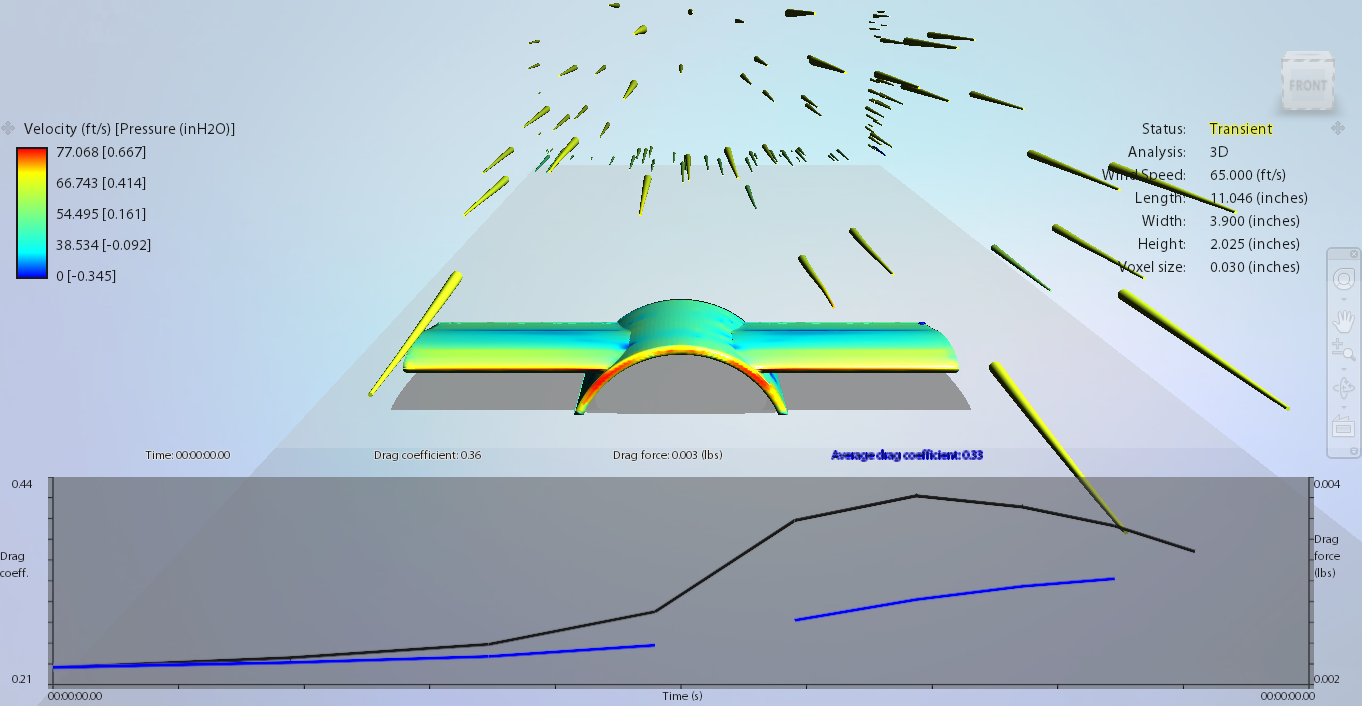 FRONT
Velocity (ft/s) [Pressure (inH2O)]
77.068 [0.667]
66.743 [0.414]
54.495 [0.161]
38.534 [-0.092]
0 [-0.345]
Status: Transient
Analysis: 3D
Wind Speed: 65.000 (ft/s)
Length: 11.046 (inches)
Width: 3.900 (inches)
Height: 2.025 (inches)
Voxel size: 0.030 (inches)
Time: 00:00:00.00 Drag coefficient: 0.36 Drag force: 0.003 (lbs) Average drag coefficient: 0.33
0.44
Drag
coeff.
0.21
0.004
Drag
force
(lbs)
0.002
00:00:00.00 Time (s) 00:00:00.00